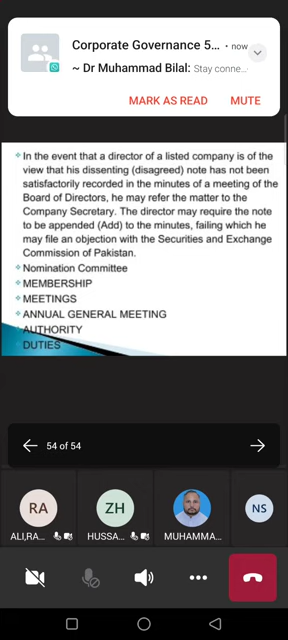 Corporate Governance 5... • now
~ Dr Muhammad Bilal: Stay conne...
MARK AS READ
MUTE
In the event that a director of a listed company is of the
view that his dissenting (disagreed) note has not been
satisfactorily recorded in the minutes of a meeting of the
Board of Directors, he may refer the matter to the
Company Secretary. The director may require the note
to be appended (Add) to the minutes, failing which he
may file an objection with the Securities and Exchange
Commission of Pakistan.
Nomination Committee
MEMBERSHIP
MEETINGS
ANNUAL GENERAL MEETING
AUTHORITY
DUTIES
54 of 54
RA
ZH
NS
ALI,RA...
HUSSA...
MUHAMMA...